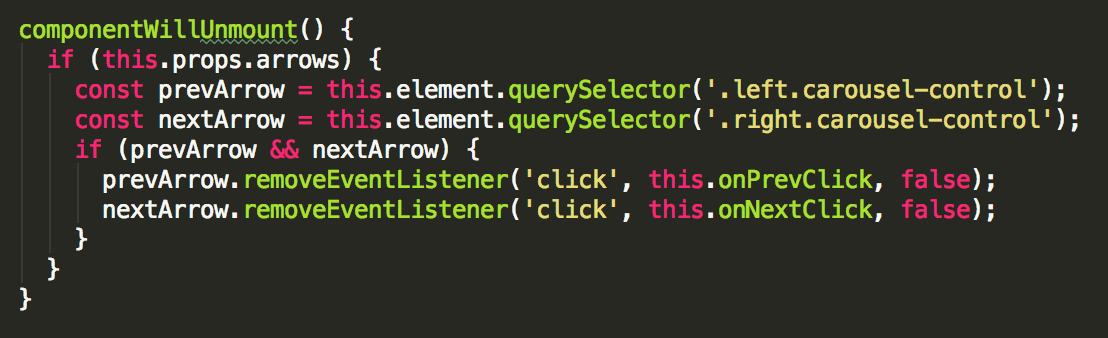 componentWillUnmount() {
  if (this.props.arrows) {
    const prevArrow = this.element.querySelector('.left.carousel-control');
    const nextArrow = this.element.querySelector('.right.carousel-control');
    if (prevArrow && nextArrow) {
      prevArrow.removeEventListener('click', this.onPrevClick, false);
      nextArrow.removeEventListener('click', this.onNextClick, false);
    }
  }
}